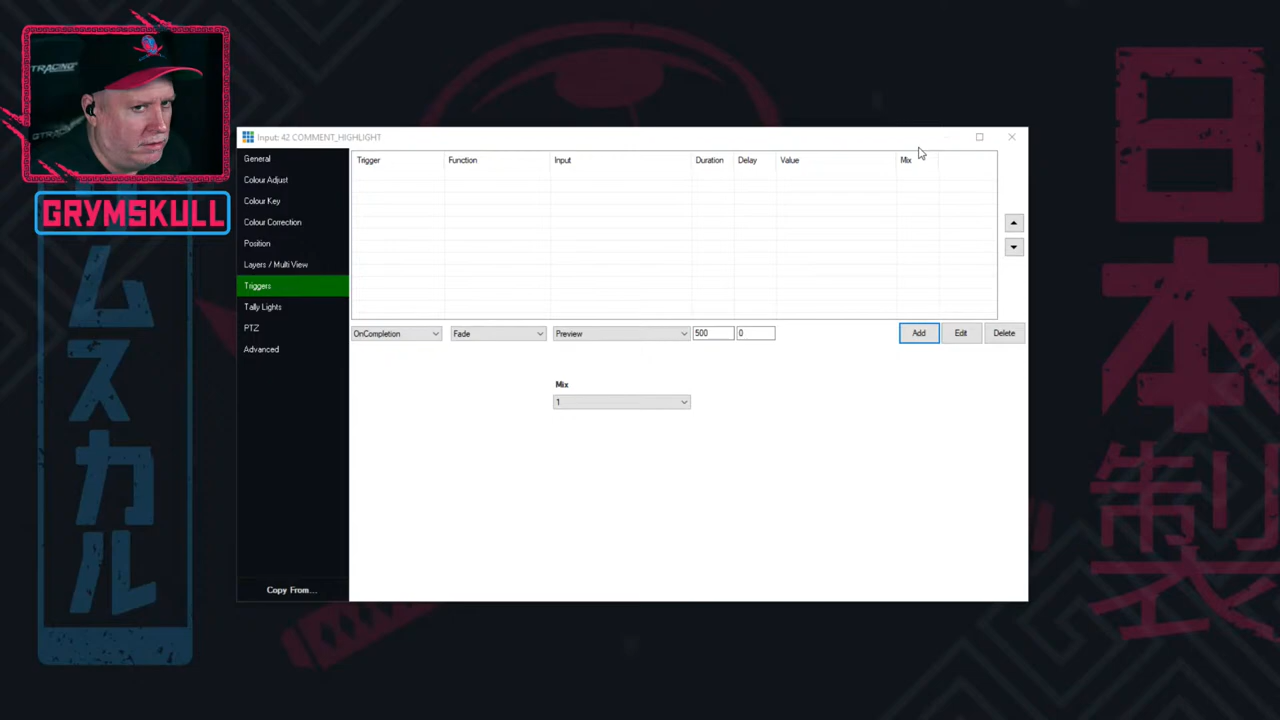 TRACING
GTRACING
GRYMSKULL
ムスカル
日本製
Input: 42 COMMENT_HIGHLIGHT
General
Colour Adjust
Colour Key
Colour Correction
Position
Layers / Multi View
Triggers
Tally Lights
PTZ
Advanced
Copy From...
Trigger Function Input Duration Delay Value Mix
OnCompletion Fade Preview 500 0 Add Edit Delete
Mix
1